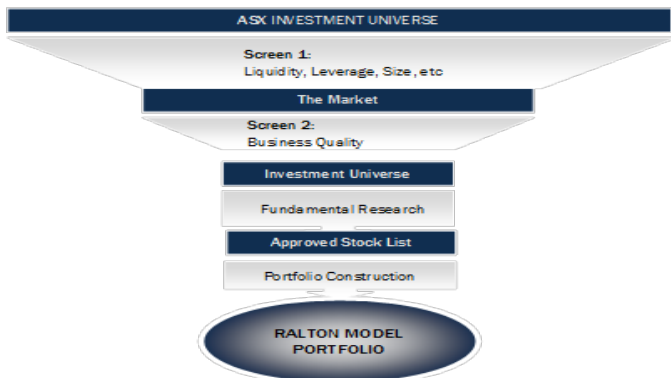 ASX INVESTMENT UNIVERSE
Screen 1:
Liquidity, Leverage, Size, etc
The Market
Screen 2:
Business Quality
Investment Universe
Fundamental Research
Approved Stock List
Portfolio Construction
RALTON MODEL
PORTFOLIO